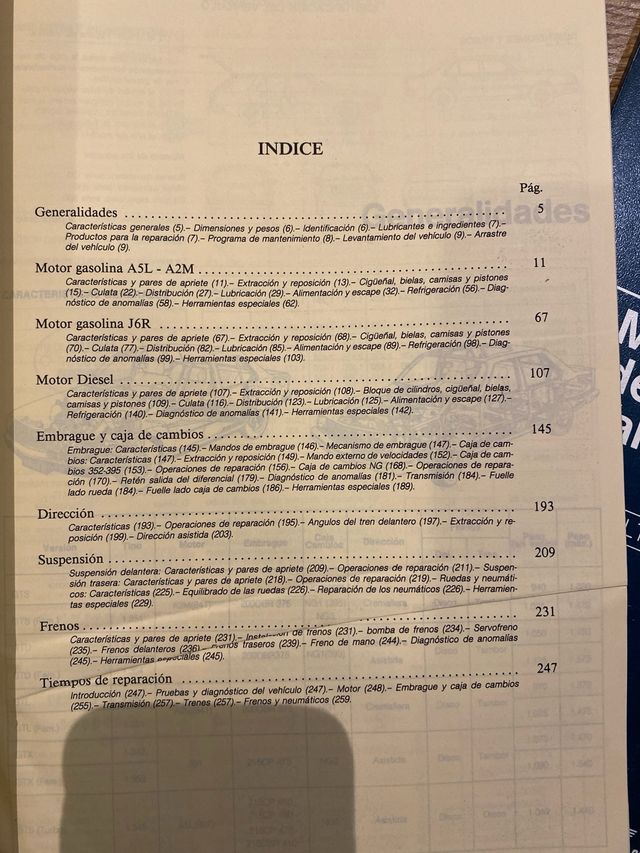 INDICE
Pág.
Generalidades 5
Características generales (5).– Dimensiones y pesos (6).– Identificación (6).– Lubricantes e ingredientes (7).–
Productos para la reparación (7).– Programa de mantenimiento (8).– Levantamiento del vehículo (9).– Arrastre
del vehículo (9).
Motor gasolina A5L - A2M 11
Características y pares de apriete (11).– Extracción y reposición (13).– Cigüeñal, bielas, camisas y pistones
(15).– Culata (22).– Distribución (27).– Lubricación (29).– Alimentación y escape (32).– Refrigeración (56).– Diag-
nóstico de anomalías (58).– Herramientas especiales (62).
Motor gasolina J6R 67
Características y pares de apriete (67).– Extracción y reposición (68).– Cigüeñal, bielas, camisas y pistones
(70).– Culata (77).– Distribución (82).– Lubricación (85).– Alimentación y escape (89).– Refrigeración (98).– Diag-
nóstico de anomalías (99).– Herramientas especiales (103).
Motor Diesel 107
Características y pares de apriete (107).– Extracción y reposición (108).– Bloque de cilindros, cigüeñal, bielas,
camisas y pistones (109).– Culata (116).– Distribución (123).– Lubricación (125).– Alimentación y escape (127).–
Refrigeración (140).– Diagnóstico de anomalías (141).– Herramientas especiales (142).
Embrague y caja de cambios 145
Embrague: Características (145).– Mandos de embrague (146).– Mecanismo de embrague (147).– Caja de cam-
bios: Características (147).– Extracción y reposición (149).– Mando externo de velocidades (152).– Caja de cam-
bios 352-395 (153).– Operaciones de reparación (156).– Caja de cambios NG (168).– Operaciones de repara-
ción (170).– Retén salida del diferencial (179).– Diagnóstico de anomalías (181).– Transmisión (184).– Fuelle
lado rueda (184).– Fuelle lado caja de cambios (186).– Herramientas especiales (189).
Dirección 193
Características (193).– Operaciones de reparación (195).– Angulos del tren delantero (197).– Extracción y re-
posición (199).– Dirección asistida (203).
Suspensión 209
Suspensión delantera: Características y pares de apriete (209).– Operaciones de reparación (211).– Suspen-
sión trasera: Características y pares de apriete (218).– Operaciones de reparación (219).– Ruedas y neumáti-
cos: Características (225).– Equilibrado de las ruedas (226).– Reparación de los neumáticos (226).– Herramien-
tas especiales (229).
Frenos 231
Características y pares de apriete (231).– Instalación de frenos (231).– bomba de frenos (234).– Servofreno
(235).– Frenos delanteros (236).– Frenos traseros (239).– Freno de mano (244).– Diagnóstico de anomalías
(245).– Herramientas especiales (245).
Tiempos de reparación 247
Introducción (247).– Pruebas y diagnóstico del vehículo (247).– Motor (248).– Embrague y caja de cambios
(255).– Transmisión (257).– Trenes (257).– Frenos y neumáticos (259.
Generalidades